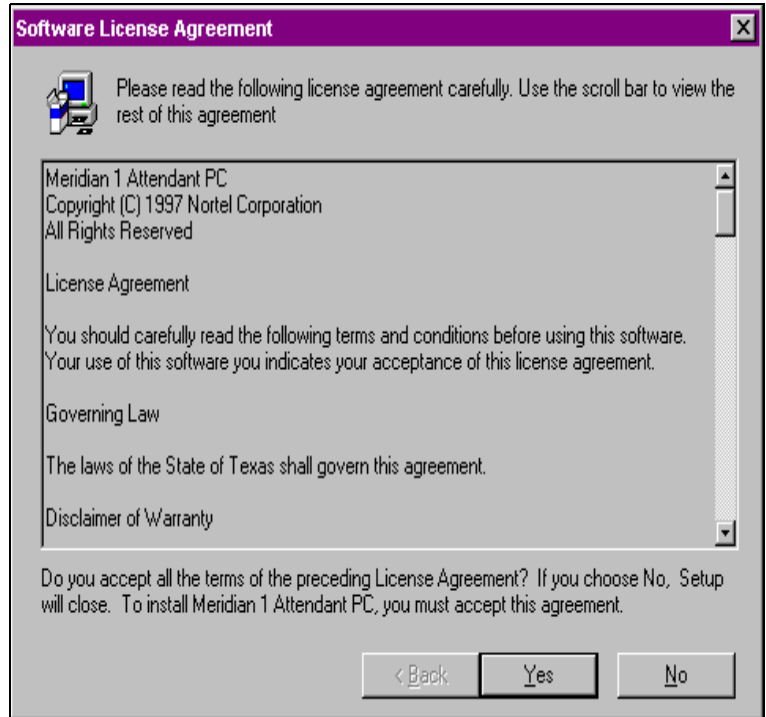 Software License Agreement
Please read the following license agreement carefully. Use the scroll bar to view the
rest of this agreement
Meridian 1 Attendant PC
Copyright (C) 1997 Nortel Corporation
All Rights Reserved
License Agreement
You should carefully read the following terms and conditions before using this software.
Your use of this software you indicates your acceptance of this license agreement.
Governing Law
The laws of the State of Texas shall govern this agreement.
Disclaimer of Warranty
Do you accept all the terms of the preceding License Agreement?  If you choose No,  Setup
will close.  To install Meridian 1 Attendant PC, you must accept this agreement.
< Back
Yes
No